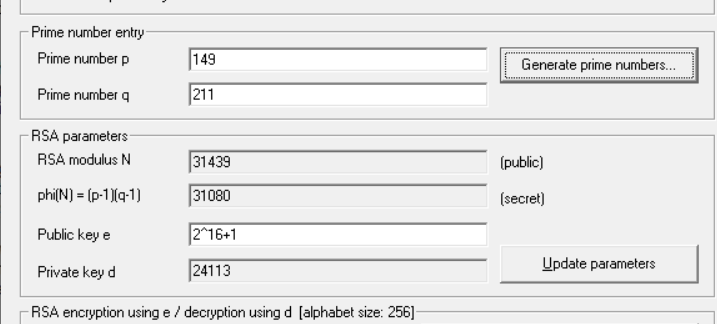 Prime number entry
Prime number p 149 Generate prime numbers...
Prime number q 211
RSA parameters
RSA modulus N 31439 (public)
phi(N) = (p-1)(q-1) 31080 (secret)
Public key e 2^16+1
Private key d 24113 Update parameters
RSA encryption using e / decryption using d [alphabet size: 256]